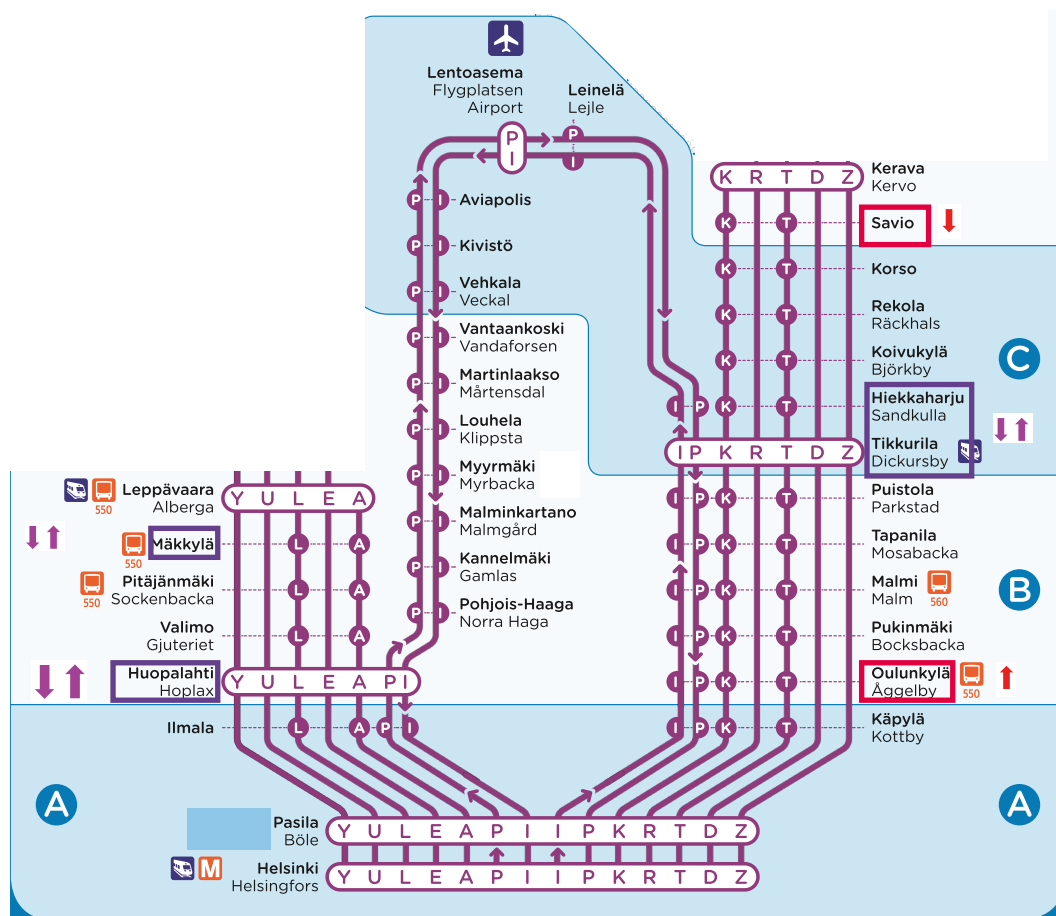 Lentoasema
Flygplatsen
Airport
Leinelä
Lejle
P
I
P
I
K R T D Z
Kerava
Kervo
P I
Aviapolis
K T
Savio
P I
Kivistö
K T
Korso
P I
Vehkala
Veckal
K T
Rekola
Räckhals
P I
Vantaankoski
Vandaforsen
K T
Koivukylä
Björkby
C
P I
Martinlaakso
Mårtensdal
I P K T
Hiekkaharju
Sandkulla
P I
Louhela
Klippsta
I P K R T D Z
Tikkurila
Dickursby
P I
Myyrmäki
Myrbacka
550
Leppävaara
Alberga
Y U L E A
I P K T
Puistola
Parkstad
P I
Malminkartano
Malmgård
550
Mäkkylä
L A
I P K T
Tapanila
Mosabacka
P I
Kannelmäki
Gamlas
550
Pitäjänmäki
Sockenbacka
L A
I P K T
Malmi
Malm
560
B
P I
Pohjois-Haaga
Norra Haga
Valimo
Gjuteriet
L A
I P K T
Pukinmäki
Bocksbacka
Huopalahti
Hoplax
Y U L E A P I
I P K T
Oulunkylä
Åggelby
550
Ilmala
L A P I
I P K T
Käpylä
Kottby
A
A
Pasila
Böle
Y U L E A P I I P K R T D Z
M
Helsinki
Helsingfors
Y U L E A P I I P K R T D Z